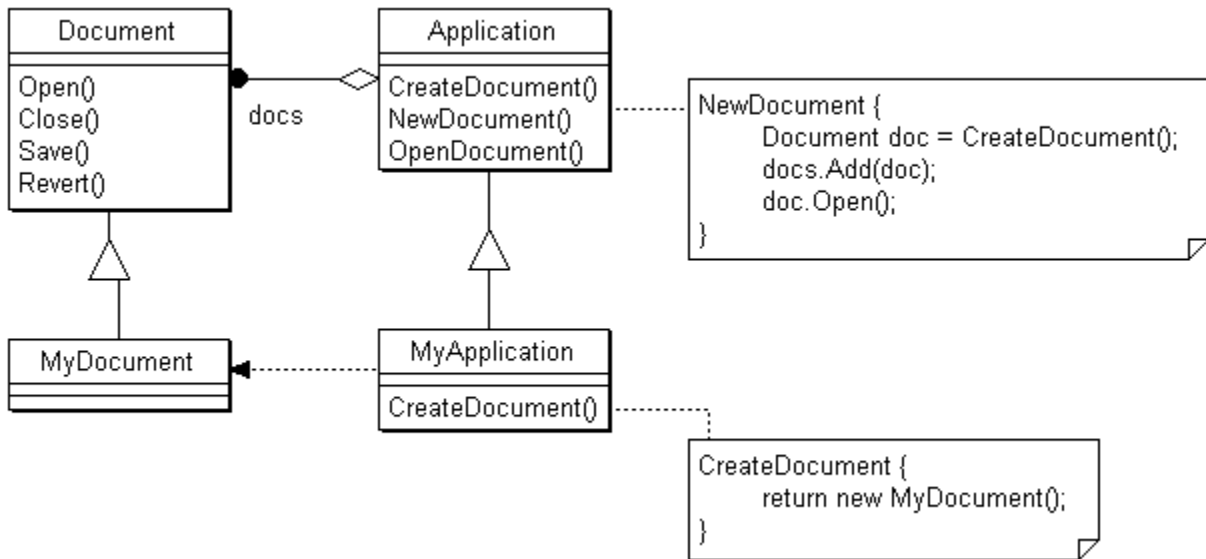 Document
Open()
Close()
Save()
Revert()
docs
Application
CreateDocument()
NewDocument()
OpenDocument()
NewDocument {
Document doc = CreateDocument();
docs.Add(doc);
doc.Open();
}
MyDocument
MyApplication
CreateDocument()
CreateDocument {
return new MyDocument();
}